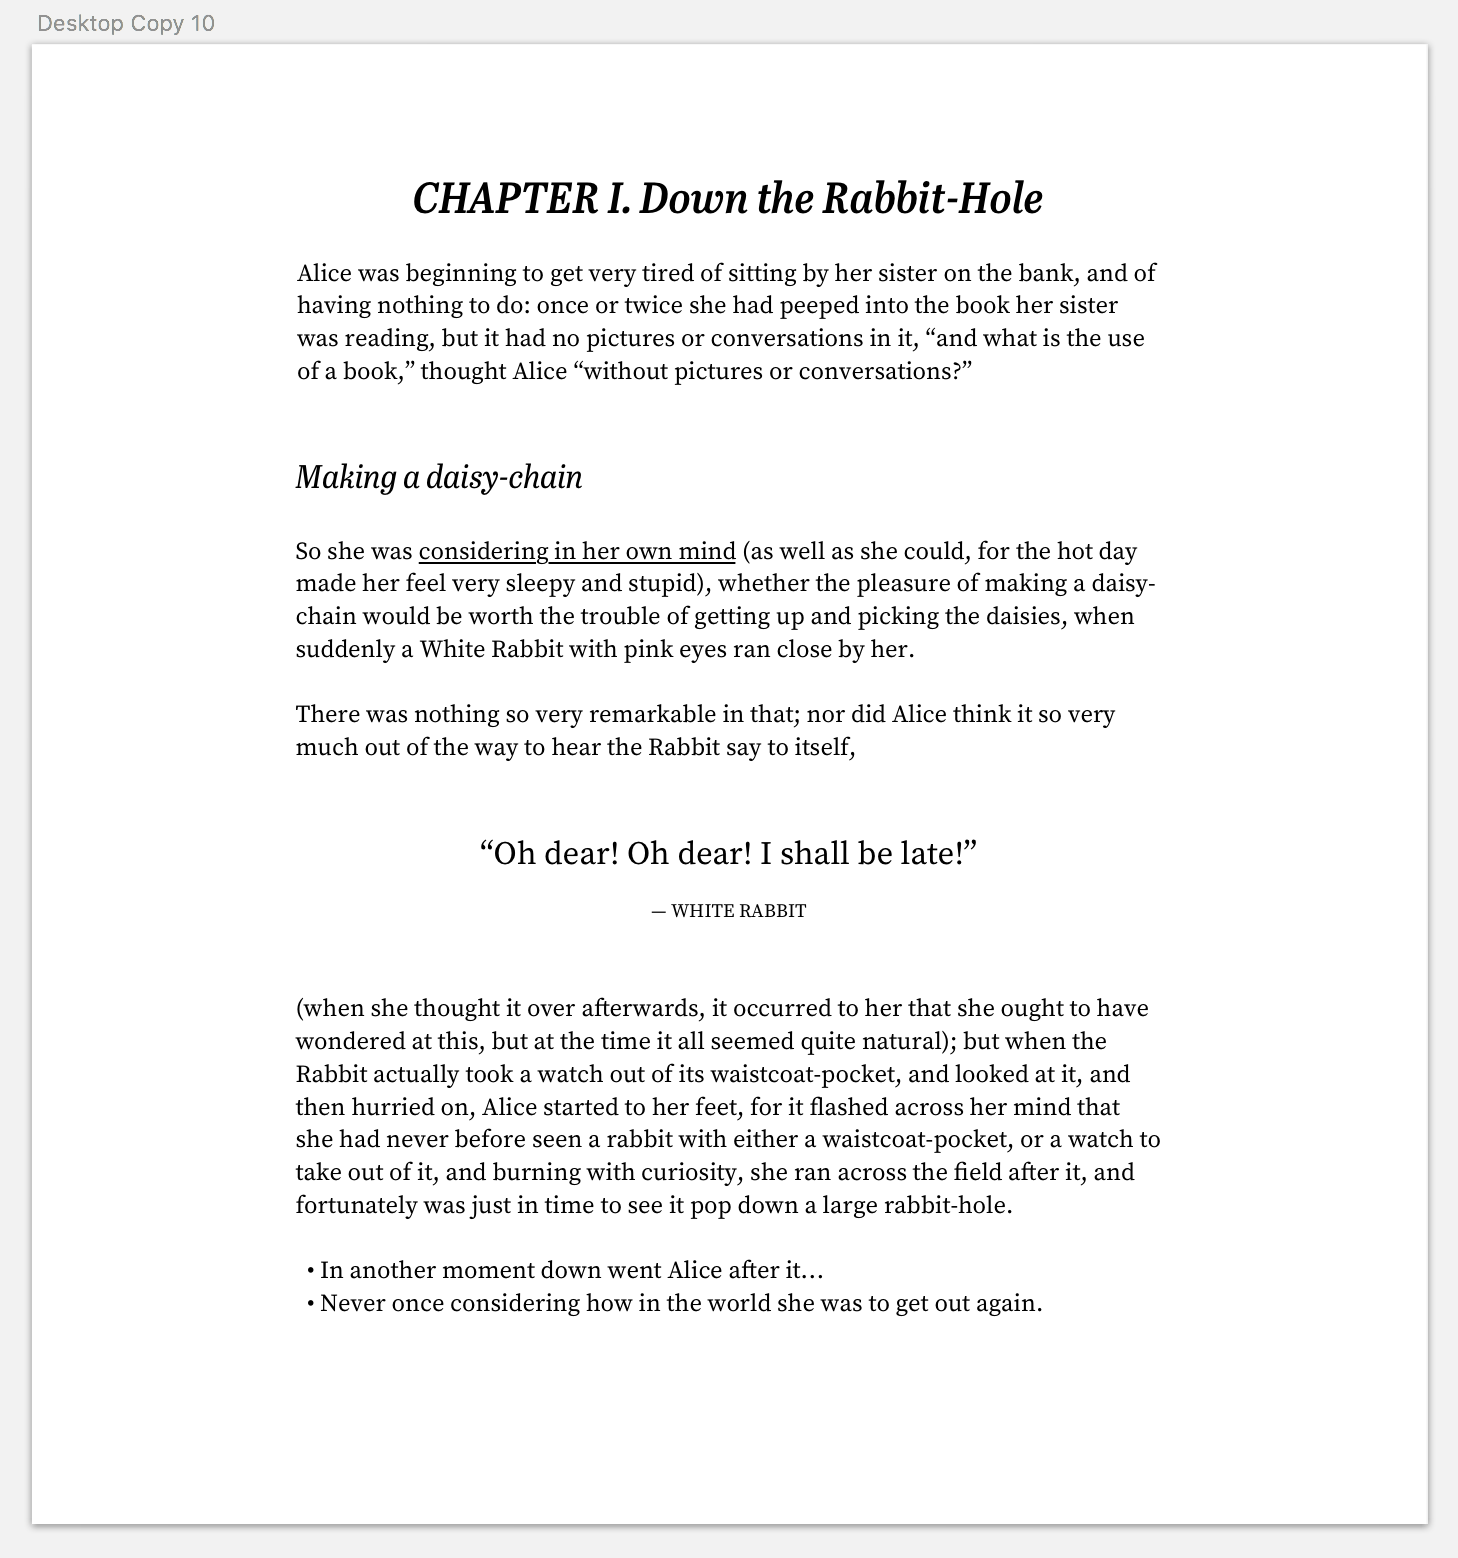 Desktop Copy 10
CHAPTER I. Down the Rabbit-Hole
Alice was beginning to get very tired of sitting by her sister on the bank, and of
having nothing to do: once or twice she had peeped into the book her sister
was reading, but it had no pictures or conversations in it, “and what is the use
of a book,” thought Alice “without pictures or conversations?”
Making a daisy-chain
So she was considering in her own mind (as well as she could, for the hot day
made her feel very sleepy and stupid), whether the pleasure of making a daisy-
chain would be worth the trouble of getting up and picking the daisies, when
suddenly a White Rabbit with pink eyes ran close by her.
There was nothing so very remarkable in that; nor did Alice think it so very
much out of the way to hear the Rabbit say to itself,
“Oh dear! Oh dear! I shall be late!”
— WHITE RABBIT
(when she thought it over afterwards, it occurred to her that she ought to have
wondered at this, but at the time it all seemed quite natural); but when the
Rabbit actually took a watch out of its waistcoat-pocket, and looked at it, and
then hurried on, Alice started to her feet, for it flashed across her mind that
she had never before seen a rabbit with either a waistcoat-pocket, or a watch to
take out of it, and burning with curiosity, she ran across the field after it, and
fortunately was just in time to see it pop down a large rabbit-hole.
• In another moment down went Alice after it…
• Never once considering how in the world she was to get out again.